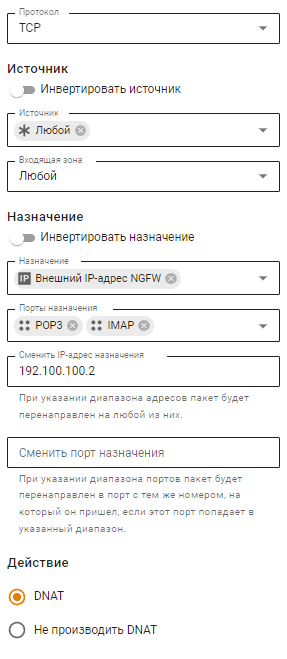 Протокол
TCP
Источник
Инвертировать источник
Источник
Любой
Входящая зона
Любой
Назначение
Инвертировать назначение
Назначение
IP Внешний IP-адрес NGFW
Порты назначения
POP3 IMAP
Сменить IP-адрес назначения
192.100.100.2
При указании диапазона адресов пакет будет
перенаправлен на любой из них.
Сменить порт назначения
При указании диапазона портов пакет будет
перенаправлен в порт с тем же номером, на
который он пришел, если этот порт попадает в
указанный диапазон.
Действие
DNAT
Не производить DNAT